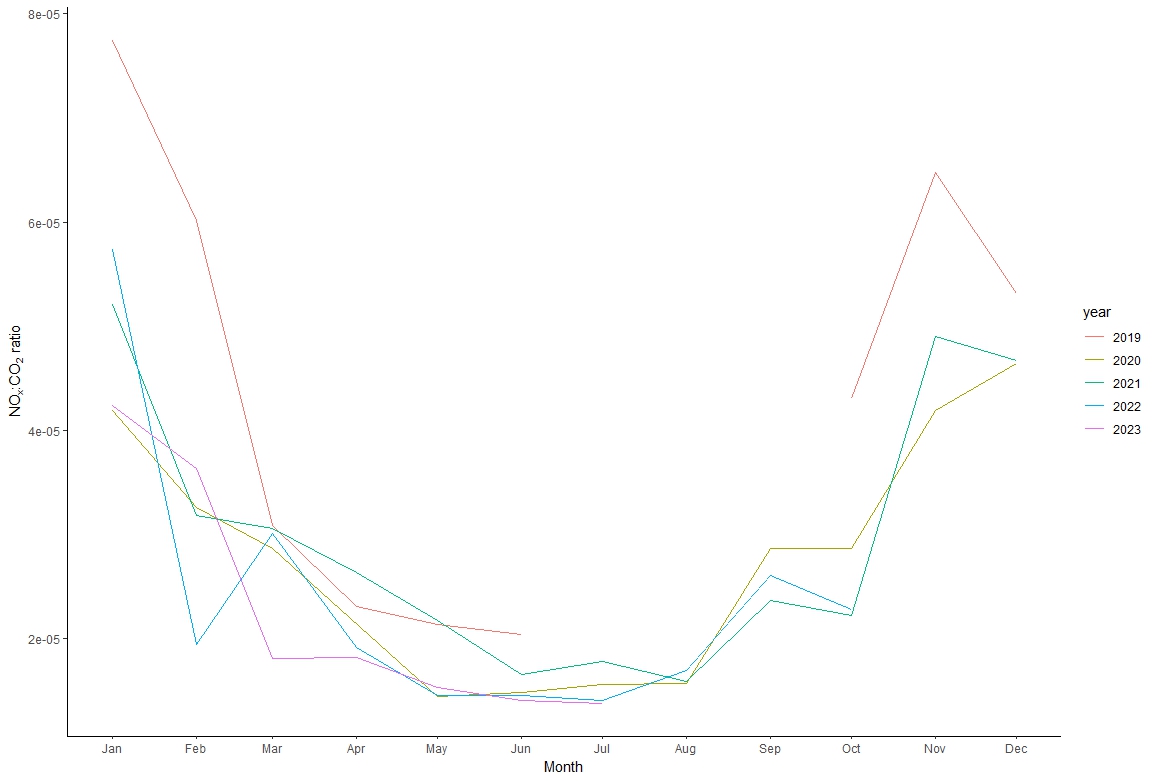 8e-05
6e-05
4e-05
2e-05
NOₓ:CO₂ ratio
Jan Feb Mar Apr May Jun Jul Aug Sep Oct Nov Dec
Month
year
2019
2020
2021
2022
2023